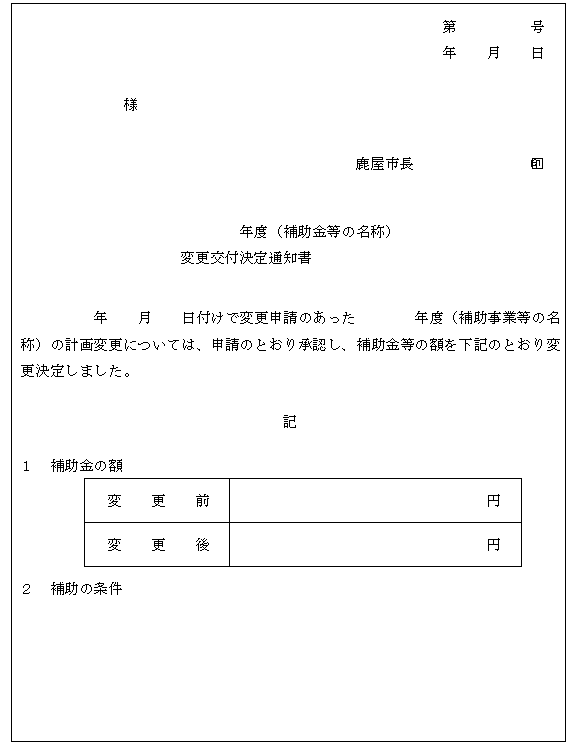 第　　　　　号
年　　月　　日
様
鹿屋市長　　　　　　　　印
年度（補助金等の名称）
変更交付決定通知書
年　　月　　日付けで変更申請のあった　　　　年度（補助事業等の名
称）の計画変更については、申請のとおり承認し、補助金等の額を下記のとおり変
更決定しました。
記
１　補助金の額
変　　更　　前　　　　　　　　円
変　　更　　後　　　　　　　　円
２　補助の条件